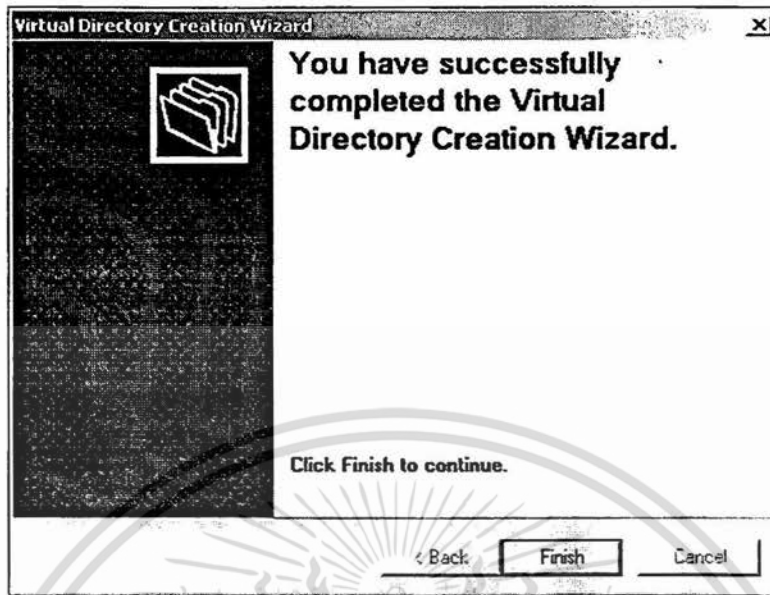 Virtual Directory Creation Wizard
You have successfully
completed the Virtual
Directory Creation Wizard.
Click Finish to continue.
< Back Finish Cancel